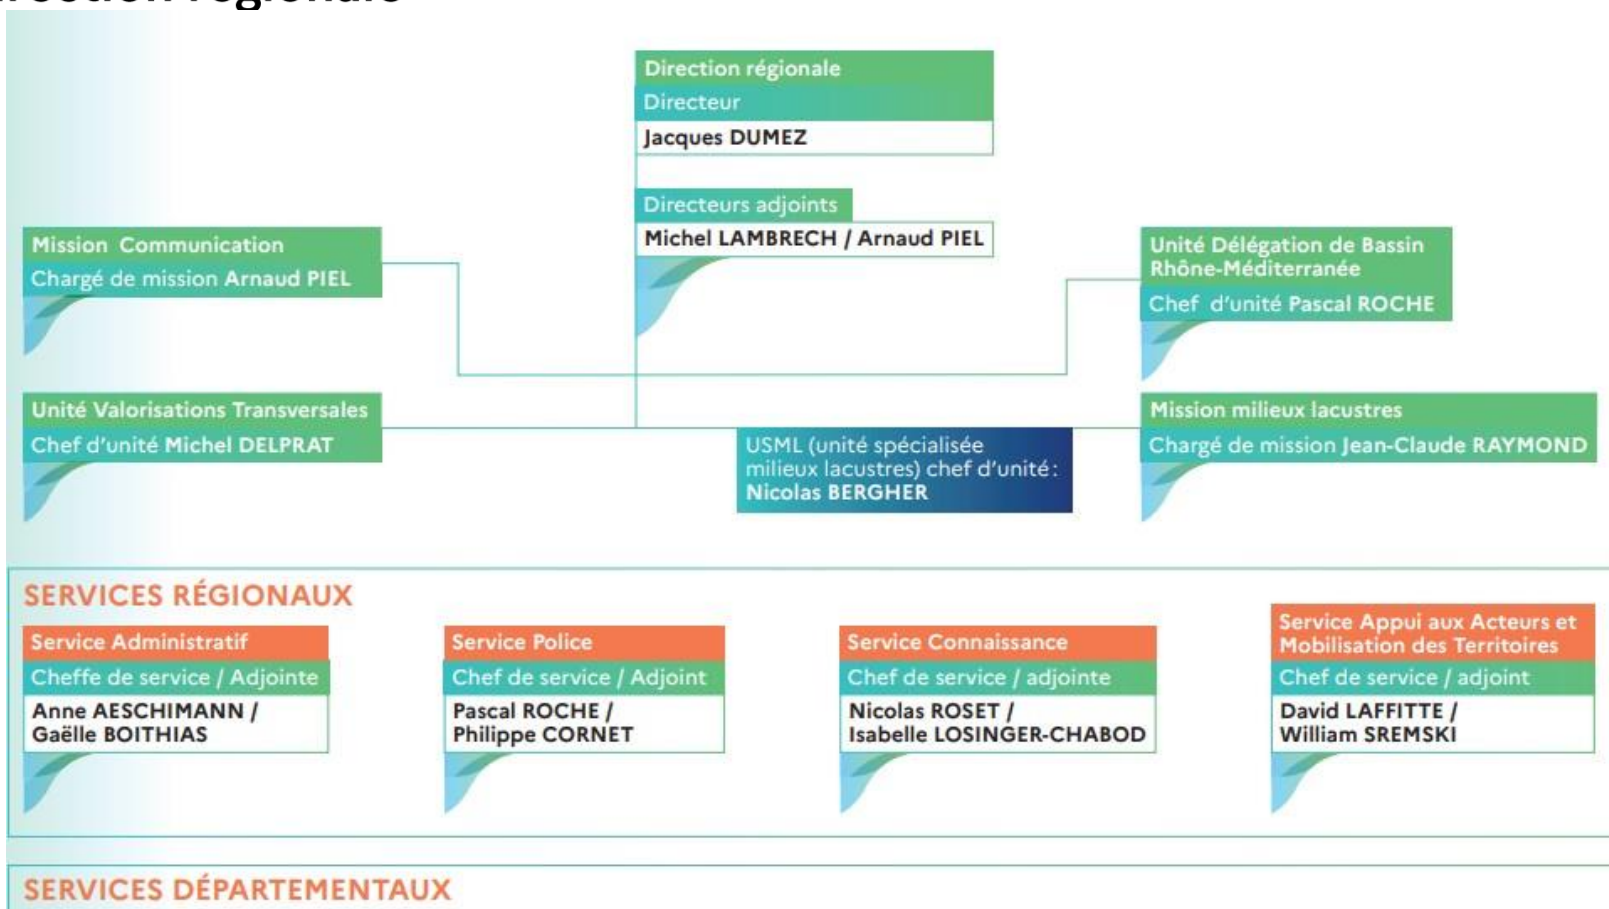 Direction régionale
Directeur
Jacques DUMEZ
Directeurs adjoints
Michel LAMBRECH / Arnaud PIEL
Mission Communication
Chargé de mission Arnaud PIEL
Unité Délégation de Bassin
Rhône-Méditerranée
Chef d'unité Pascal ROCHE
Unité Valorisations Transversales
Chef d'unité Michel DELPRAT
USML (unité spécialisée
milieux lacustres) chef d'unité :
Nicolas BERGHER
Mission milieux lacustres
Chargé de mission Jean-Claude RAYMOND
SERVICES RÉGIONAUX
Service Administratif
Cheffe de service / Adjointe
Anne AESCHIMANN /
Gaëlle BOITHIAS
Service Police
Chef de service / Adjoint
Pascal ROCHE /
Philippe CORNET
Service Connaissance
Chef de service / adjointe
Nicolas ROSET /
Isabelle LOSINGER-CHABOD
Service Appui aux Acteurs et
Mobilisation des Territoires
Chef de service / adjoint
David LAFFITTE /
William SREMSKI
SERVICES DÉPARTEMENTAUX